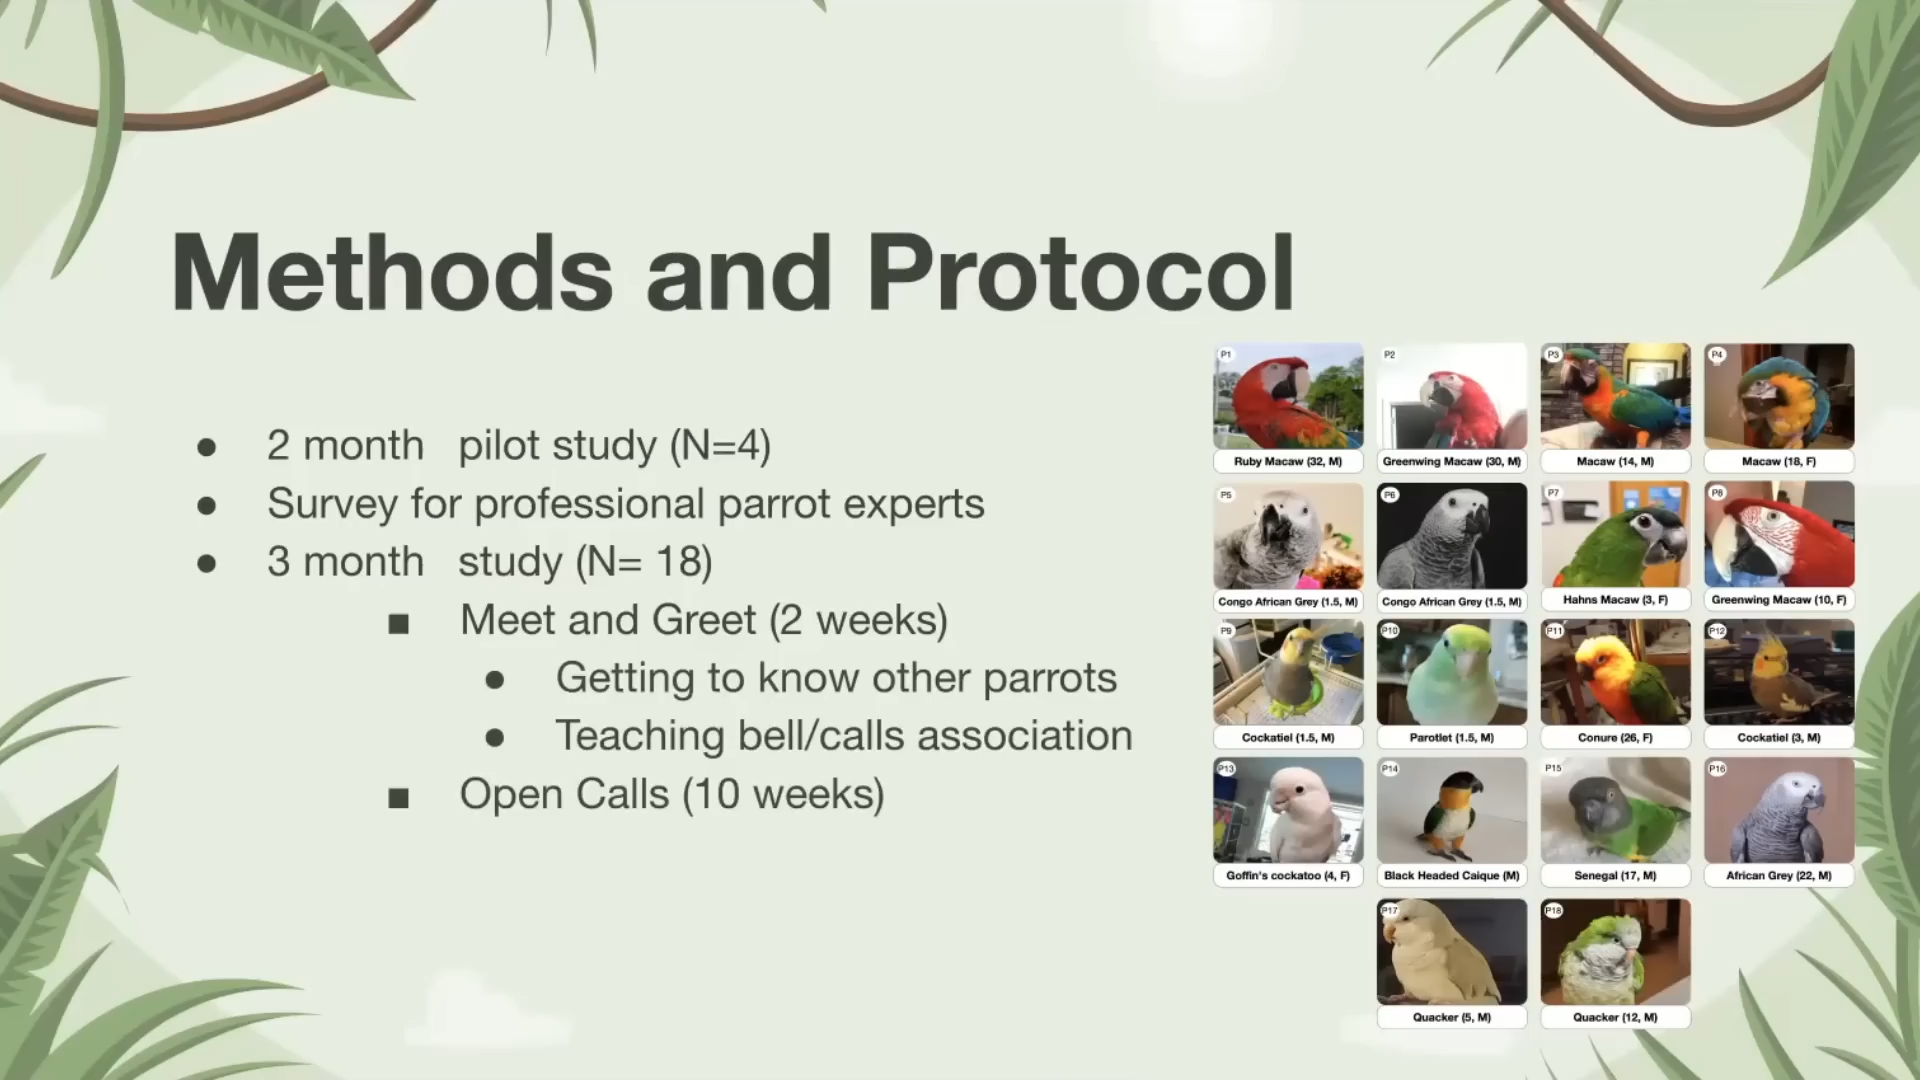 Methods and Protocol
● 2 month pilot study (N=4)
● Survey for professional parrot experts
● 3 month study (N= 18)
■ Meet and Greet (2 weeks)
● Getting to know other parrots
● Teaching bell/calls association
■ Open Calls (10 weeks)
P1 P2 P3 P4
Ruby Macaw (32, M) Greenwing Macaw (30, M) Macaw (14, M) Macaw (18, F)
P5 P6 P7 P8
Congo African Grey (1.5, M) Congo African Grey (1.5, M) Hahns Macaw (3, F) Greenwing Macaw (10, F)
P9 P10 P11 P12
Cockatiel (1.5, M) Parotlet (1.5, M) Conure (26, F) Cockatiel (3, M)
P13 P14 P15 P16
Goffin's cockatoo (4, F) Black Headed Caique (M) Senegal (17, M) African Grey (22, M)
P17 P18
Quacker (5, M) Quacker (12, M)